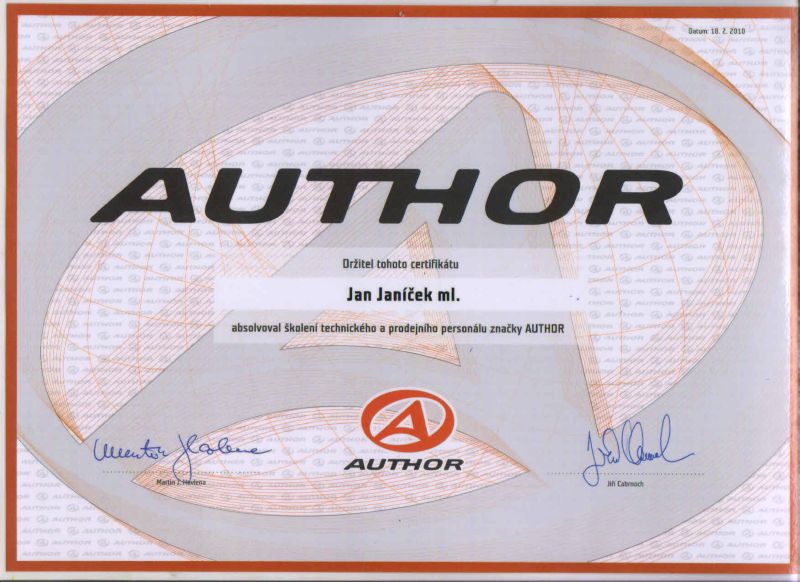 Datum: 18. 2. 2010
AUTHOR
Držitel tohoto certifikátu
Jan Janíček ml.
absolvoval školení technického a prodejního personálu značky AUTHOR
AUTHOR
Martin J. Havlena
Jiří Cabrnoch